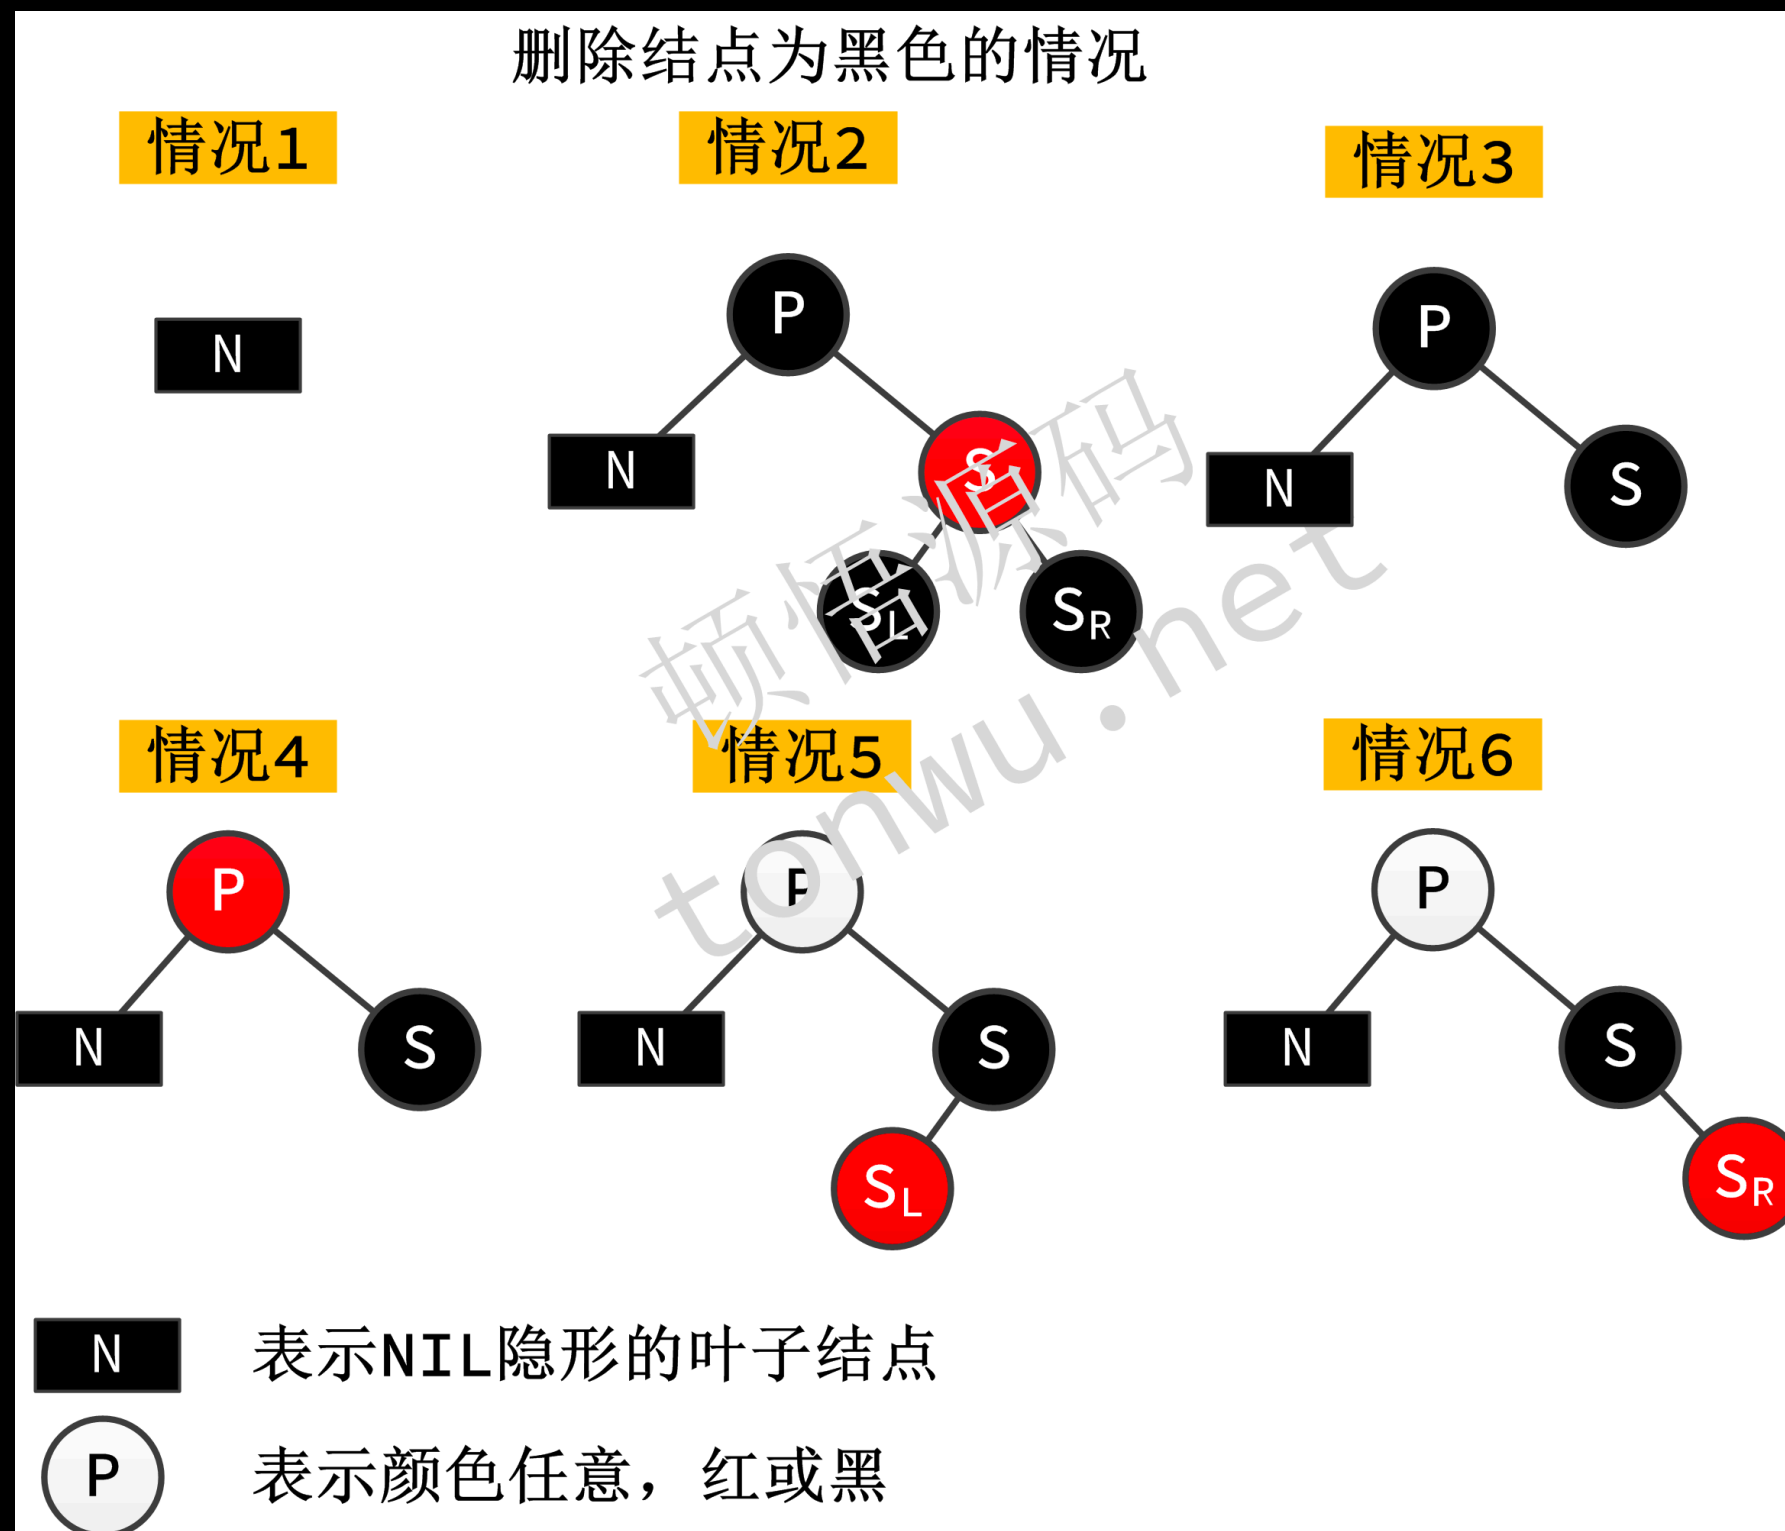 删除结点为黑色的情况
情况1
情况2
情况3
N
P
N
S
SL
SR
P
N
S
顿悟源码
tonwu.net
情况4
情况5
情况6
P
N
S
P
N
S
SL
P
N
S
SR
N
表示NIL隐形的叶子结点
P
表示颜色任意，红或黑